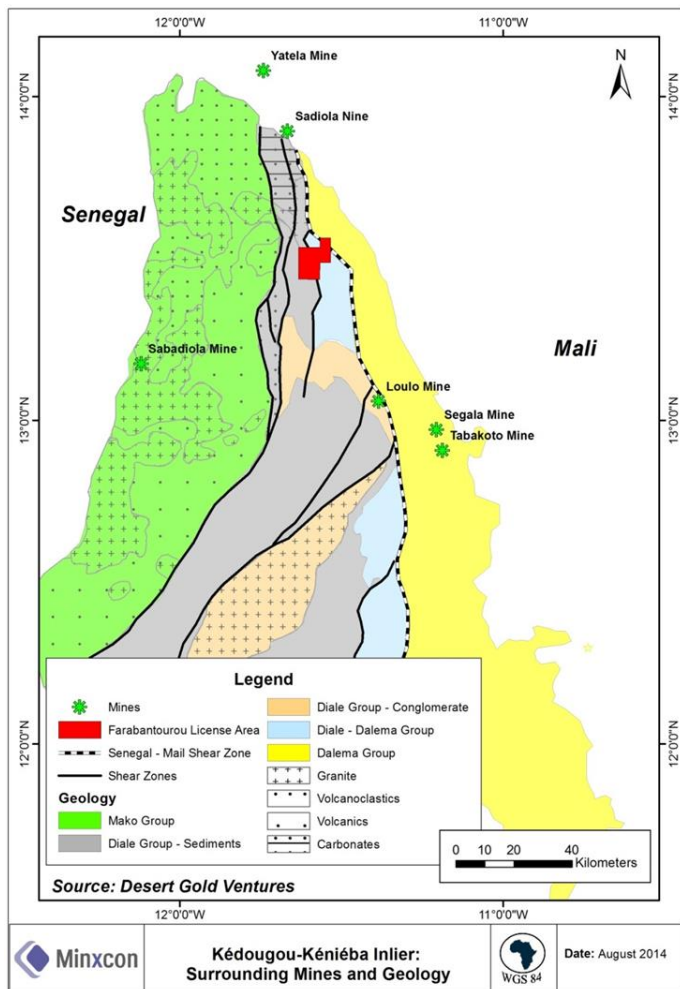 12°0'0"W
11°0'0"W
Yatela Mine
N
14°0'0"N
14°0'0"N
Sadiola Nine
Senegal
Mali
Sabadiola Mine
Loulo Mine
Segala Mine
13°0'0"N
13°0'0"N
Tabakoto Mine
Legend
Mines
Farabantourou License Area
Senegal - Mail Shear Zone
Shear Zones
Geology
Mako Group
Diale Group - Sediments
Diale Group - Conglomerate
Diale - Dalema Group
Dalema Group
Granite
Volcanoclastics
Volcanics
Carbonates
12°0'0"N
12°0'0"N
0 10 20 40
Kilometers
Source: Desert Gold Ventures
12°0'0"W
11°0'0"W
Minxcon
Kédougou-Kéniéba Inlier:
Surrounding Mines and Geology
WGS 84
Date: August 2014